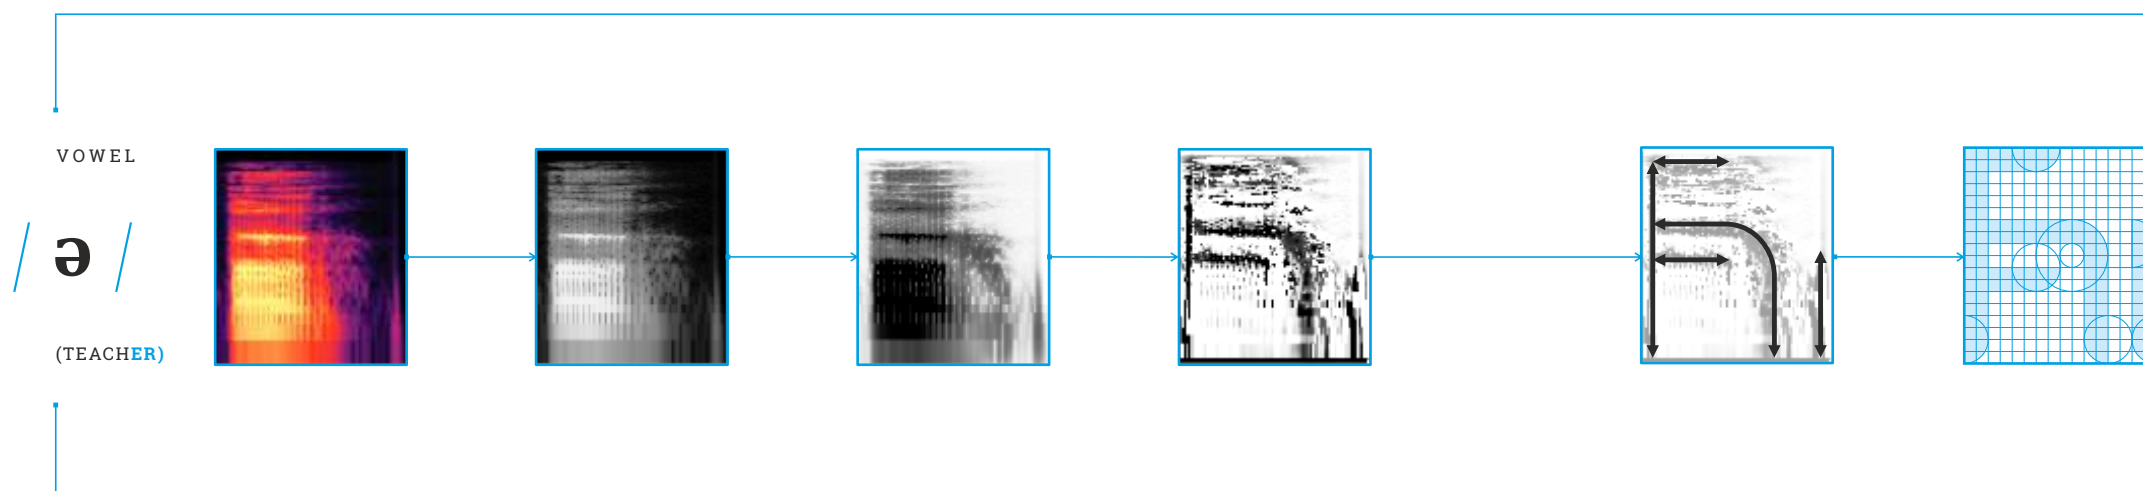 VOWEL
/ ə /
(TEACHER)